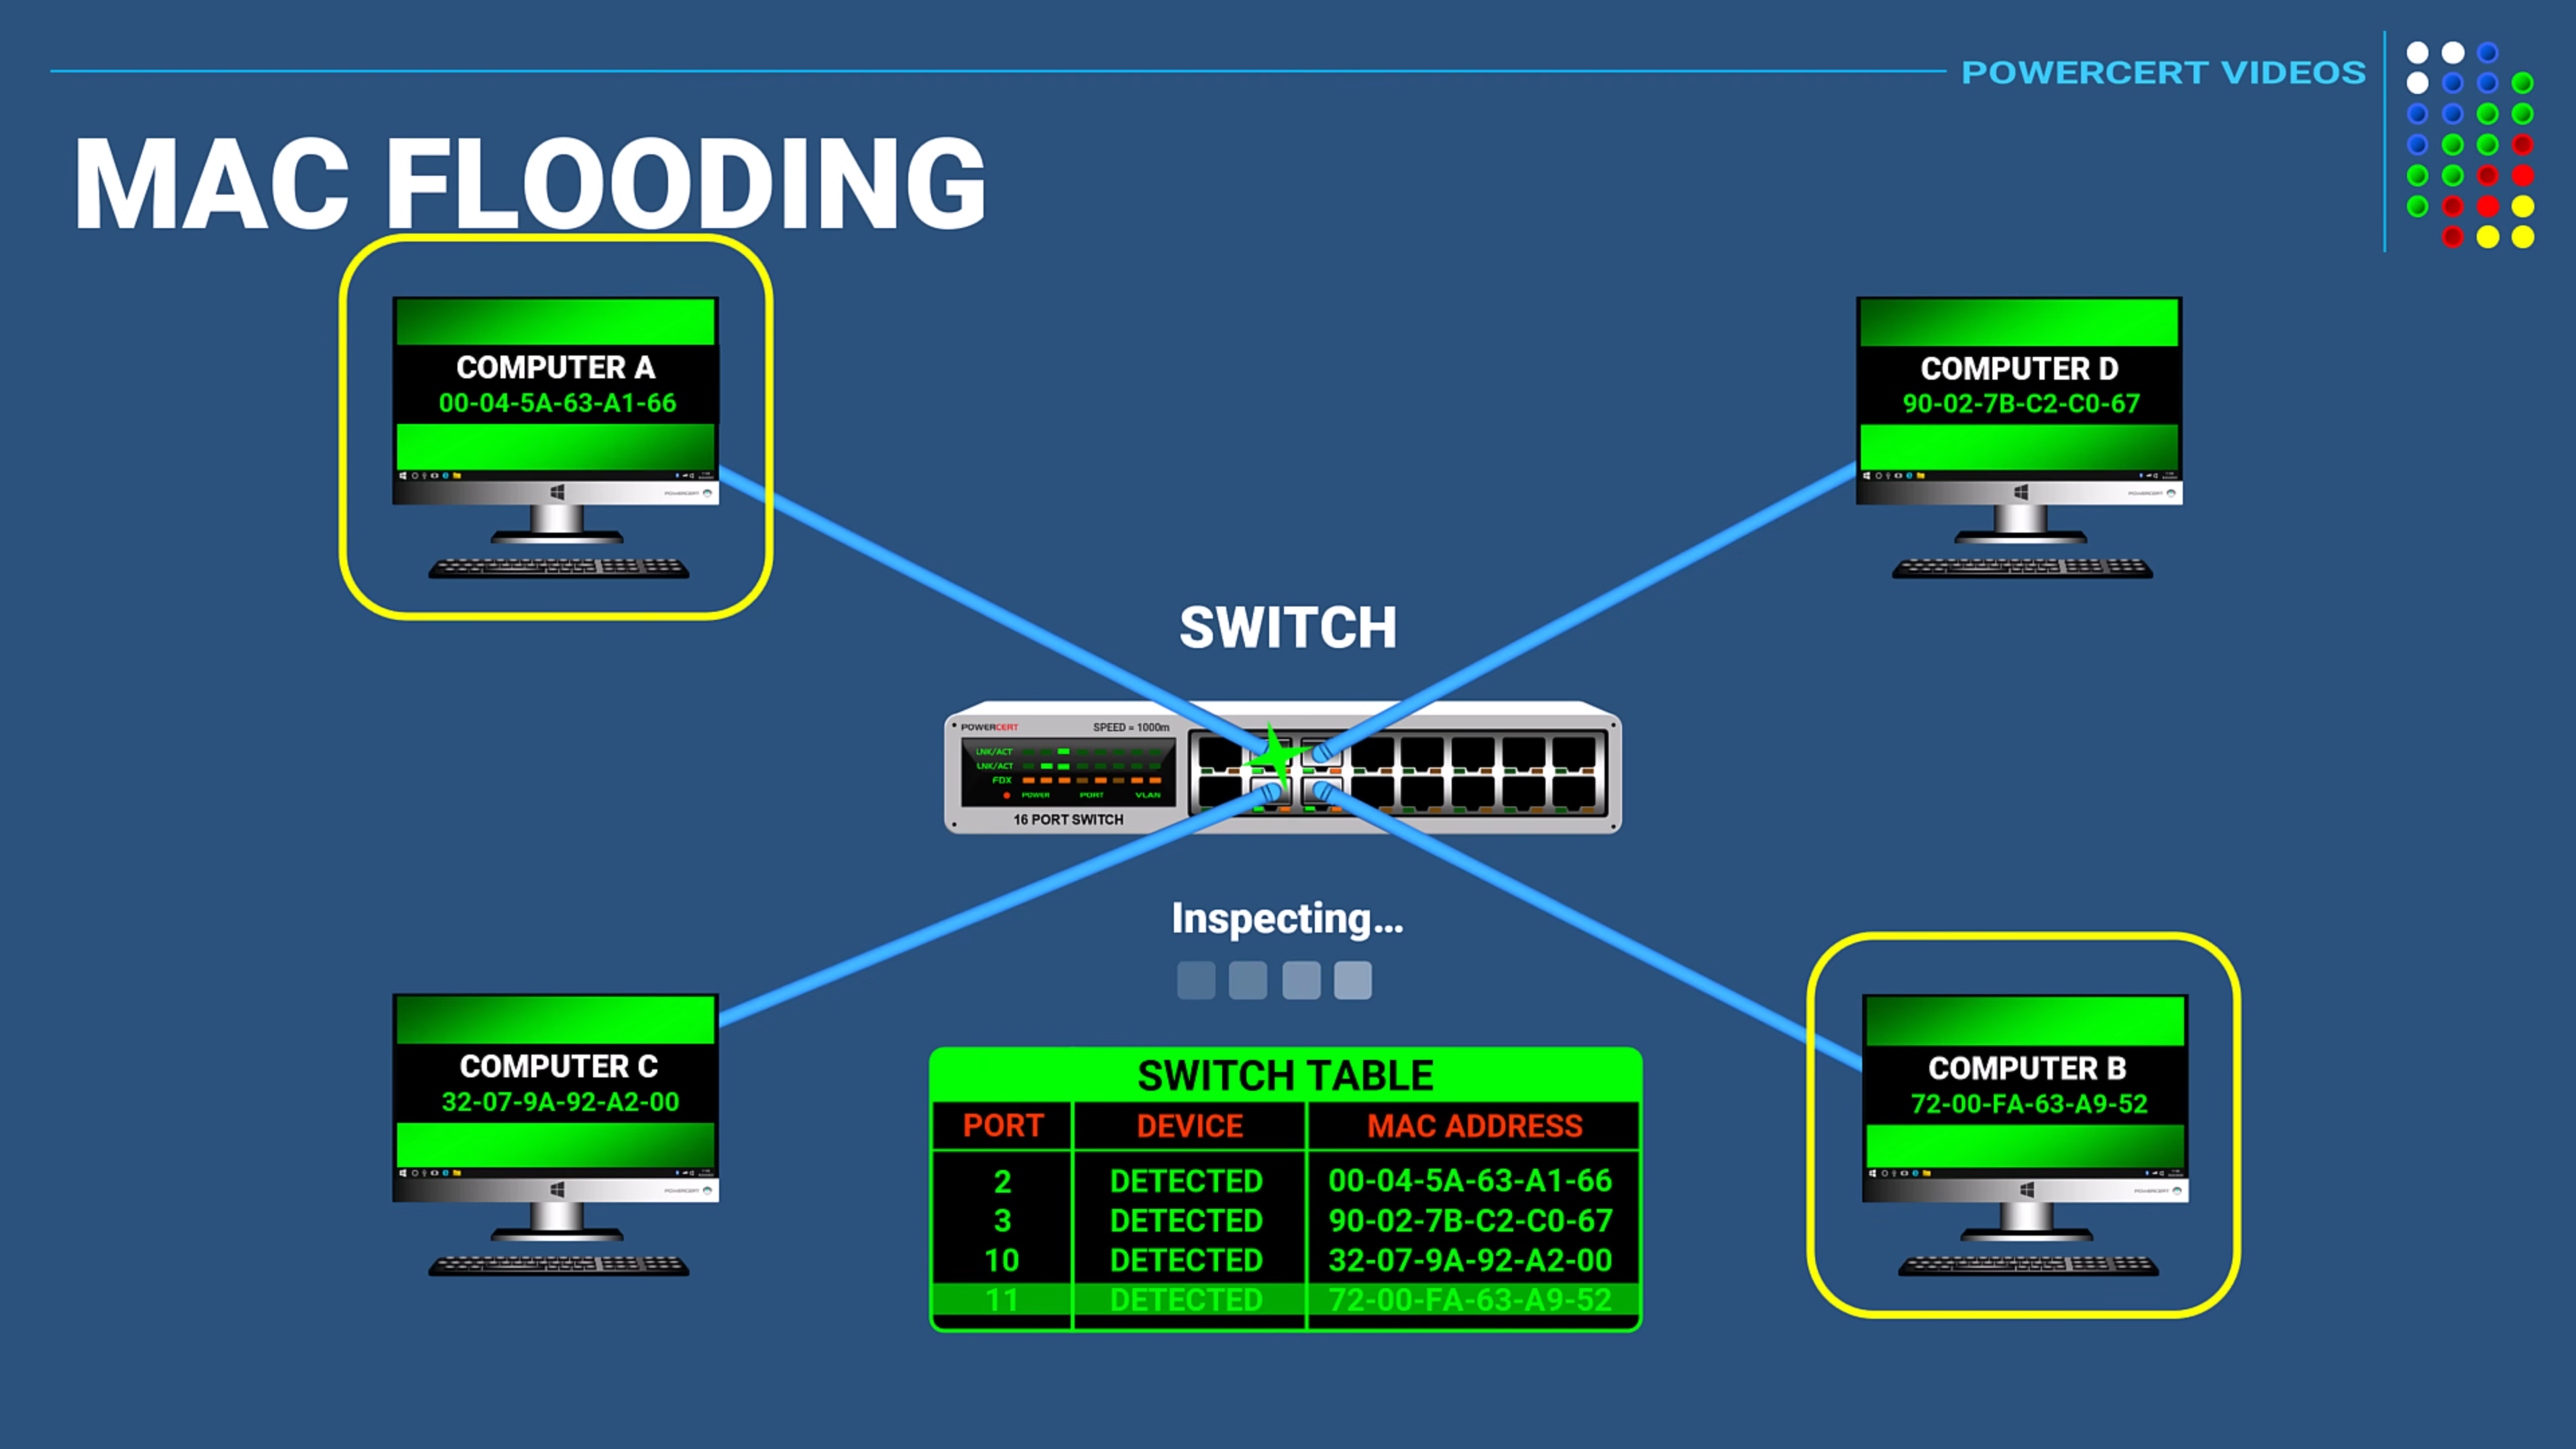 POWERCERT VIDEOS
MAC FLOODING
COMPUTER A
00-04-5A-63-A1-66
COMPUTER D
90-02-7B-C2-C0-67
SWITCH
POWERCERT SPEED = 1000m
LNK/ACT
LNK/ACT
FDX
POWER PORT VLAN
16 PORT SWITCH
Inspecting...
COMPUTER C
32-07-9A-92-A2-00
COMPUTER B
72-00-FA-63-A9-52
SWITCH TABLE
PORT DEVICE MAC ADDRESS
2 DETECTED 00-04-5A-63-A1-66
3 DETECTED 90-02-7B-C2-C0-67
10 DETECTED 32-07-9A-92-A2-00
11 DETECTED 72-00-FA-63-A9-52
POWERCERT
POWERCERT
POWERCERT
POWERCERT